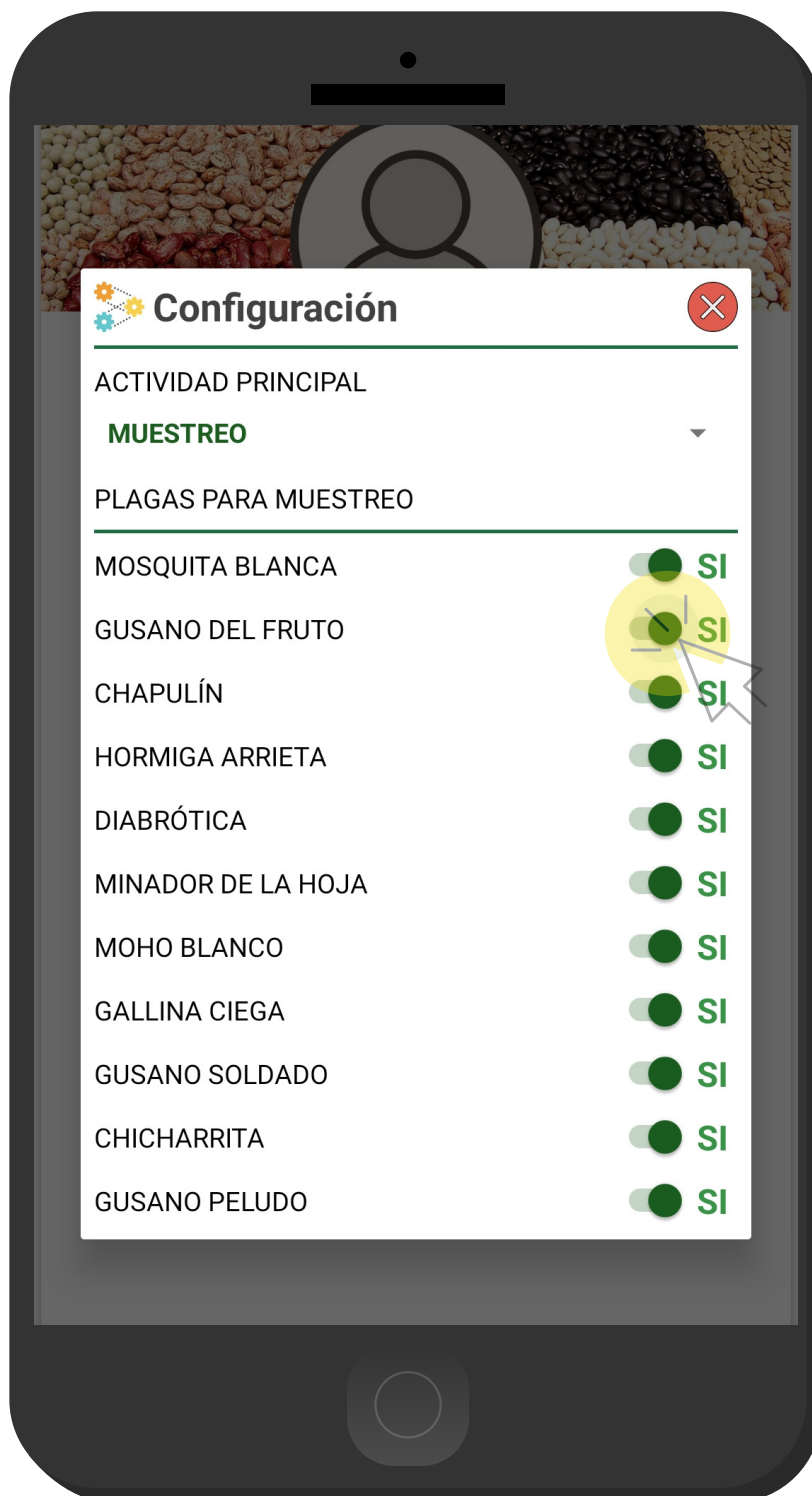 Configuración
ACTIVIDAD PRINCIPAL
MUESTREO
PLAGAS PARA MUESTREO
MOSQUITA BLANCA SI
GUSANO DEL FRUTO SI
CHAPULÍN SI
HORMIGA ARRIETA SI
DIABRÓTICA SI
MINADOR DE LA HOJA SI
MOHO BLANCO SI
GALLINA CIEGA SI
GUSANO SOLDADO SI
CHICHARRITA SI
GUSANO PELUDO SI